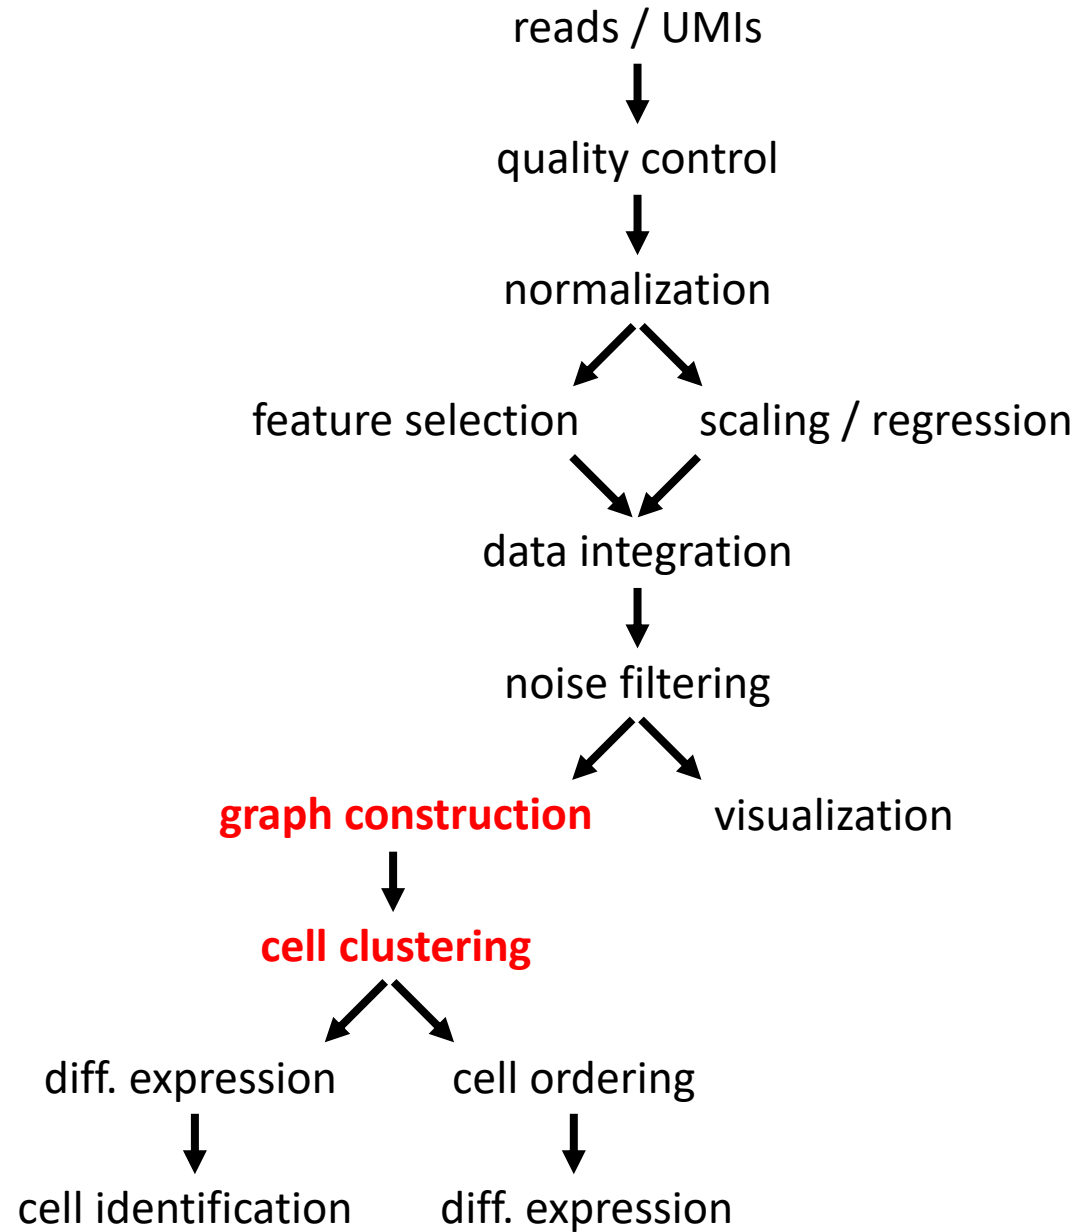 reads / UMIs
quality control
normalization
feature selection
scaling / regression
data integration
noise filtering
graph construction
visualization
cell clustering
diff. expression
cell ordering
cell identification
diff. expression